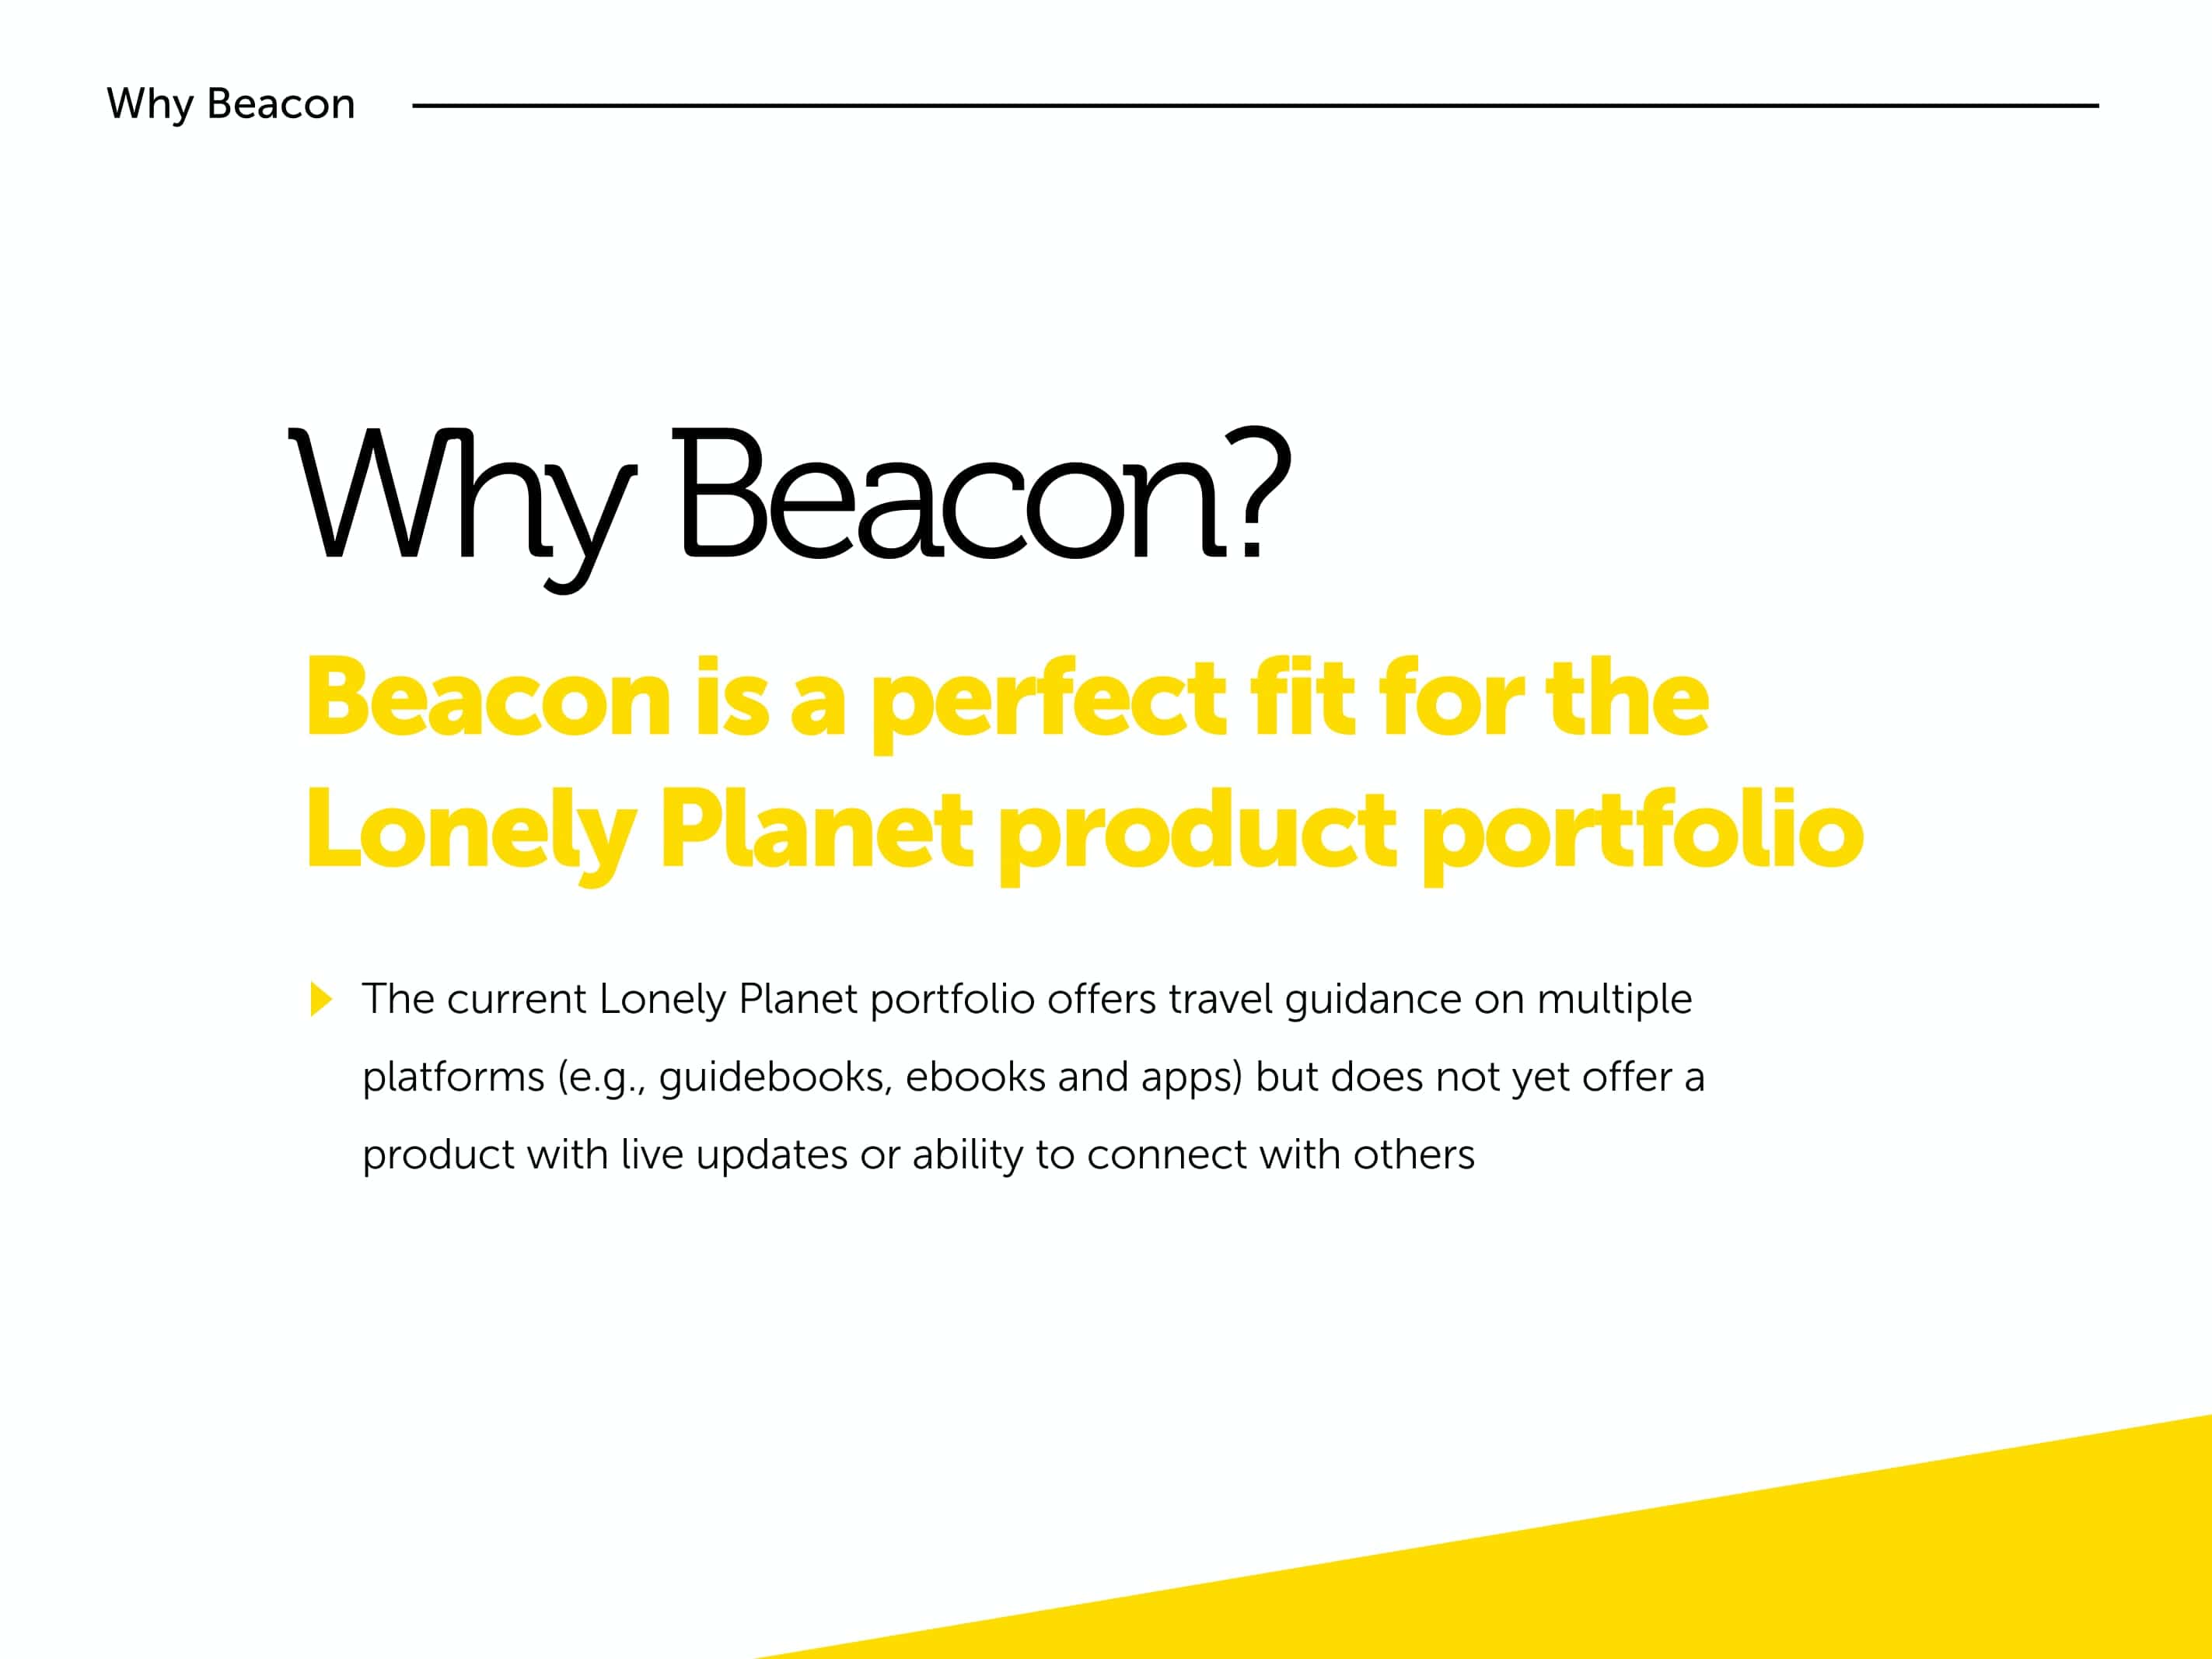 Why Beacon
Why Beacon?
Beacon is a perfect fit for the
Lonely Planet product portfolio
The current Lonely Planet portfolio offers travel guidance on multiple
platforms (e.g., guidebooks, ebooks and apps) but does not yet offer a
product with live updates or ability to connect with others